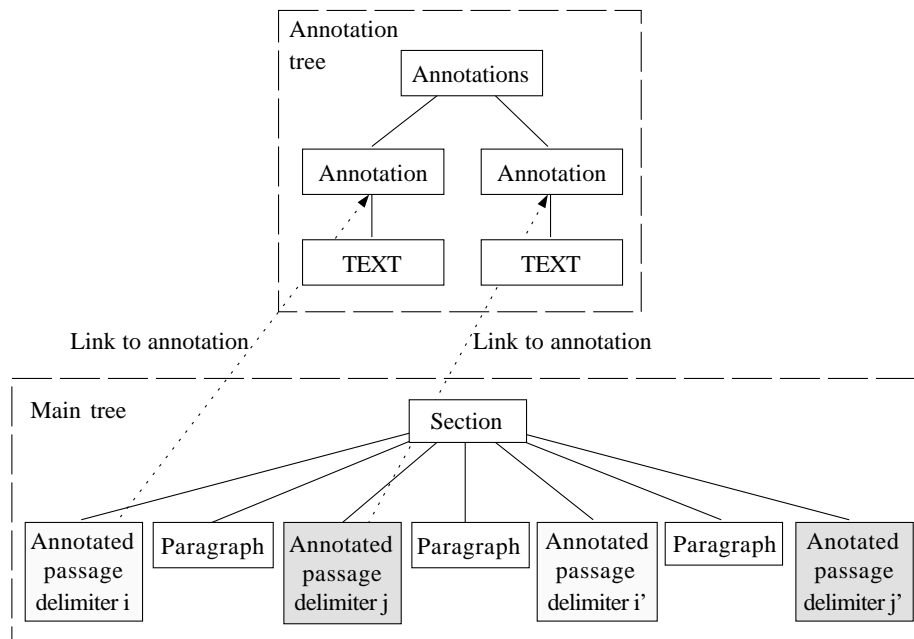 Annotation
tree
Annotations
Annotation
Annotation
TEXT
TEXT
Link to annotation
Link to annotation
Main tree
Section
Annotated
passage
delimiter i
Paragraph
Annotated
passage
delimiter j
Paragraph
Annotated
passage
delimiter i’
Paragraph
Anotated
passage
delimiter j’